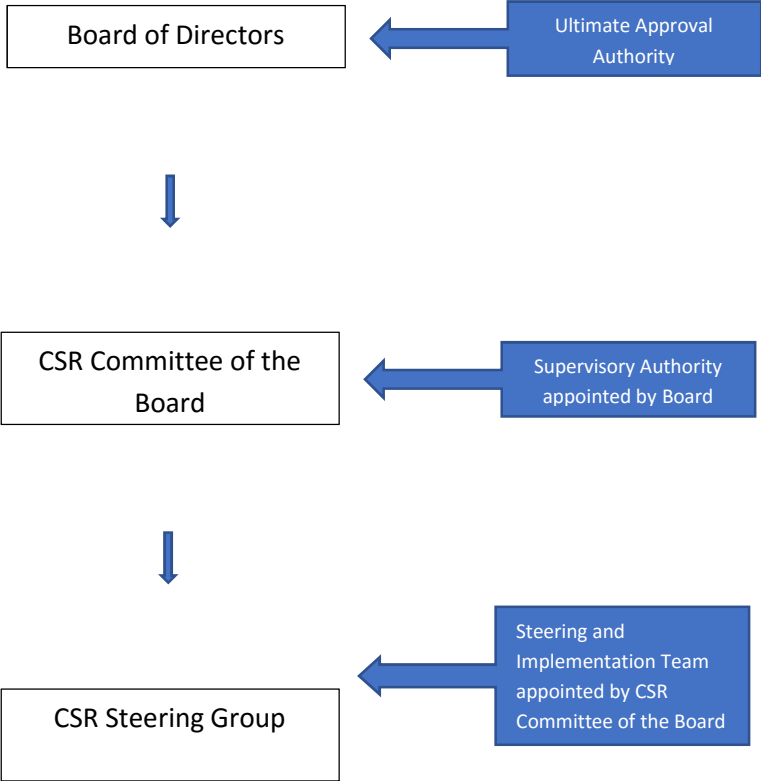 Board of Directors
Ultimate Approval
Authority
CSR Committee of the
Board
Supervisory Authority
appointed by Board
CSR Steering Group
Steering and
Implementation Team
appointed by CSR
Committee of the Board